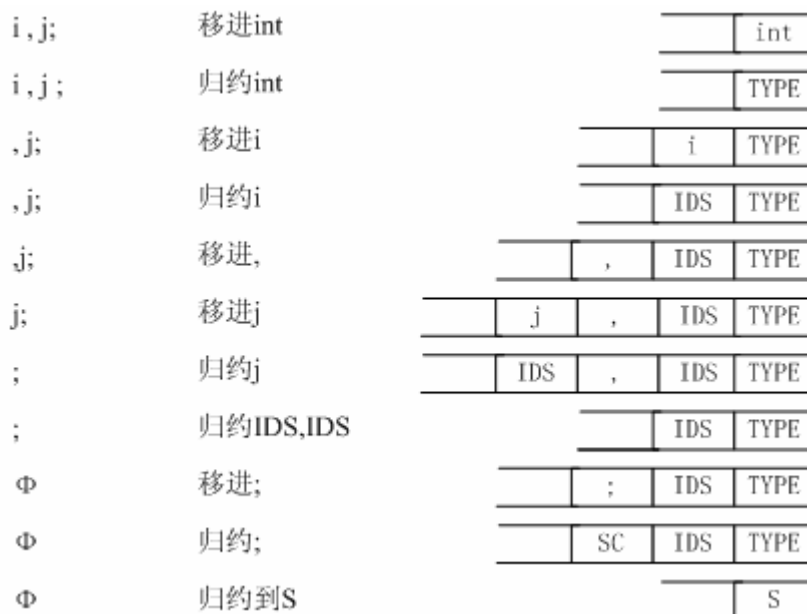 i , j; 移进int int
i , j ; 归约int TYPE
, j; 移进i i TYPE
, j; 归约i IDS TYPE
,j; 移进, , IDS TYPE
j; 移进j j , IDS TYPE
; 归约j IDS , IDS TYPE
; 归约IDS,IDS IDS TYPE
Φ 移进; ; IDS TYPE
Φ 归约; SC IDS TYPE
Φ 归约到S S